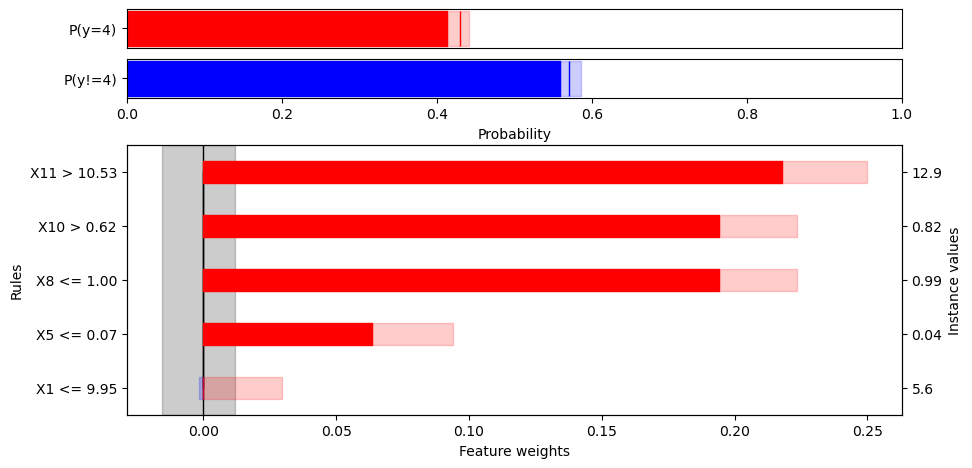 P(y=4)
P(y!=4)
0.0 0.2 0.4 0.6 0.8 1.0
Probability
X11 > 10.53 12.9
X10 > 0.62 0.82
X8 <= 1.00 0.99
X5 <= 0.07 0.04
X1 <= 9.95 5.6
Rules
Instance values
0.00 0.05 0.10 0.15 0.20 0.25
Feature weights